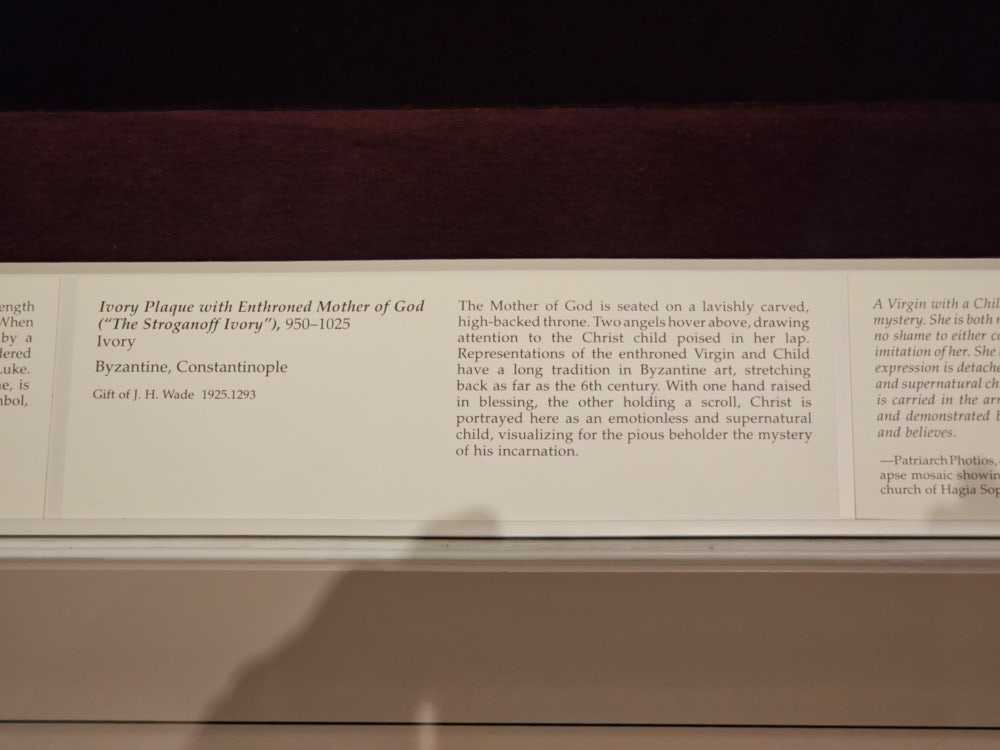 ength
When
by a
dered
Luke.
is
nbol,
Ivory Plaque with Enthroned Mother of God
("The Stroganoff Ivory"), 950–1025
Ivory
Byzantine, Constantinople
Gift of J. H. Wade 1925.1293
The Mother of God is seated on a lavishly carved,
high-backed throne. Two angels hover above, drawing
attention to the Christ child poised in her lap.
Representations of the enthroned Virgin and Child
have a long tradition in Byzantine art, stretching
back as far as the 6th century. With one hand raised
in blessing, the other holding a scroll, Christ is
portrayed here as an emotionless and supernatural
child, visualizing for the pious beholder the mystery
of his incarnation.
A Virgin with a Chil
mystery. She is both
no shame to either c
imitation of her. She
expression is detache
and supernatural ch
is carried in the ar
and demonstrated b
and believes.
—Patriarch Photios,
apse mosaic showin
church of Hagia Sop